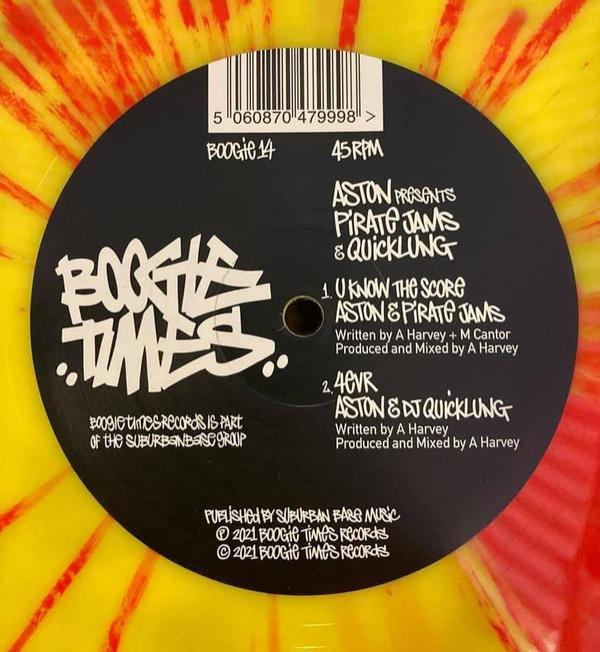 5 060870 479998 >
BOOGiE 14
45RPM
ASTON PRESENTS
PiRATE JAMS
& QUiCKLUNG
BOOGIE
TIMES
1. U KNOW THE SCORE
ASTON & PiRATE JAMS
Written by A Harvey + M Cantor
Produced and Mixed by A Harvey
2. 4EVR
ASTON & DJ QUiCKLUNG
Written by A Harvey
Produced and Mixed by A Harvey
BOOGiE TiMES RECORDS iS PART
OF THE SUBURBAN BASE GROUP
PUBLiSHED BY SUBURBAN BASE MUSiC
℗ 2021 BOOGiE TiMES RECORDS
© 2021 BOOGiE TiMES RECORDS